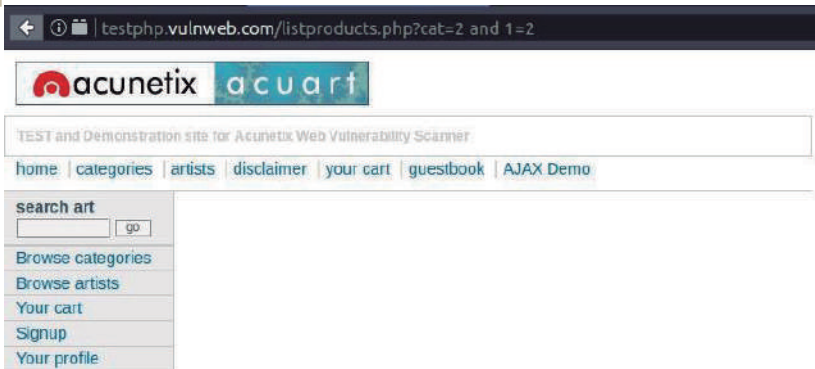 testphp.vulnweb.com/listproducts.php?cat=2 and 1=2
acunetix acuart
TEST and Demonstration site for Acunetix Web Vulnerability Scanner
home | categories | artists | disclaimer | your cart | guestbook | AJAX Demo
search art
go
Browse categories
Browse artists
Your cart
Signup
Your profile